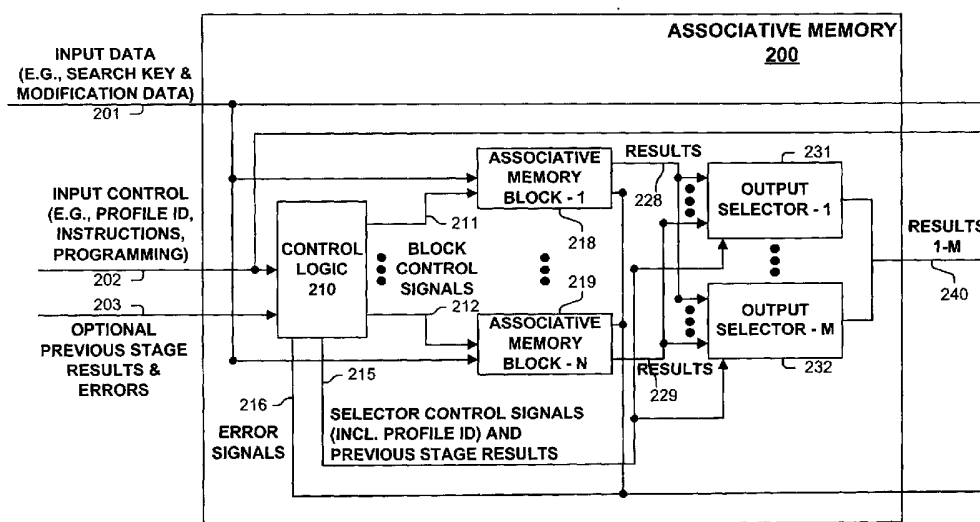 ASSOCIATIVE MEMORY
200
INPUT DATA
(E.G., SEARCH KEY &
MODIFICATION DATA)
201
INPUT CONTROL
(E.G., PROFILE ID,
INSTRUCTIONS,
PROGRAMMING)
202
203
OPTIONAL
PREVIOUS STAGE
RESULTS &
ERRORS
CONTROL
LOGIC
210
211
BLOCK
CONTROL
SIGNALS
212
ASSOCIATIVE
MEMORY
BLOCK - 1
218
219
ASSOCIATIVE
MEMORY
BLOCK - N
RESULTS
228
RESULTS
229
231
OUTPUT
SELECTOR - 1
OUTPUT
SELECTOR - M
232
RESULTS
1-M
240
215
216
ERROR
SIGNALS
SELECTOR CONTROL SIGNALS
(INCL. PROFILE ID) AND
PREVIOUS STAGE RESULTS